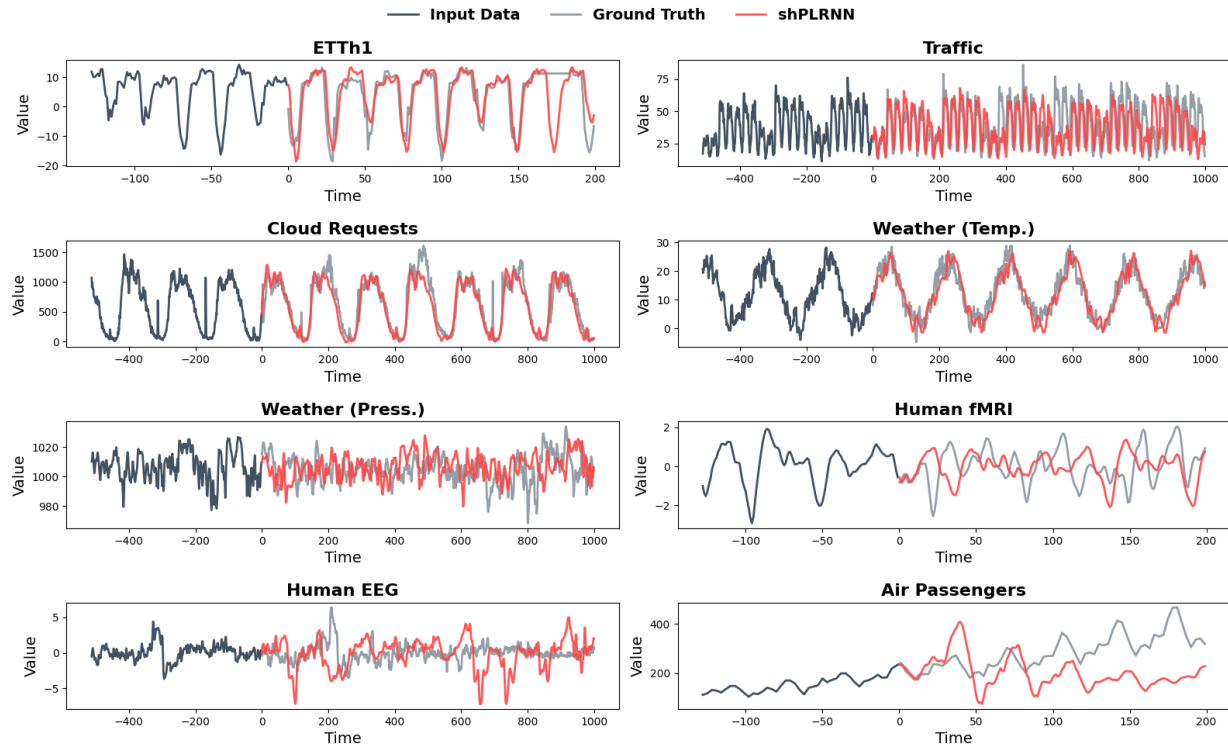 Input Data Ground Truth shPLRNN
ETTh1
Value
10
0
−10
−20
−100 −50 0 50 100 150 200
Time
Traffic
Value
75
50
25
−400 −200 0 200 400 600 800 1000
Time
Cloud Requests
Value
1500
1000
500
0
−400 −200 0 200 400 600 800 1000
Time
Weather (Temp.)
Value
30
20
10
0
−400 −200 0 200 400 600 800 1000
Time
Weather (Press.)
Value
1020
1000
980
−400 −200 0 200 400 600 800 1000
Time
Human fMRI
Value
2
0
−2
−100 −50 0 50 100 150 200
Time
Human EEG
Value
5
0
−5
−400 −200 0 200 400 600 800 1000
Time
Air Passengers
Value
400
200
−100 −50 0 50 100 150 200
Time